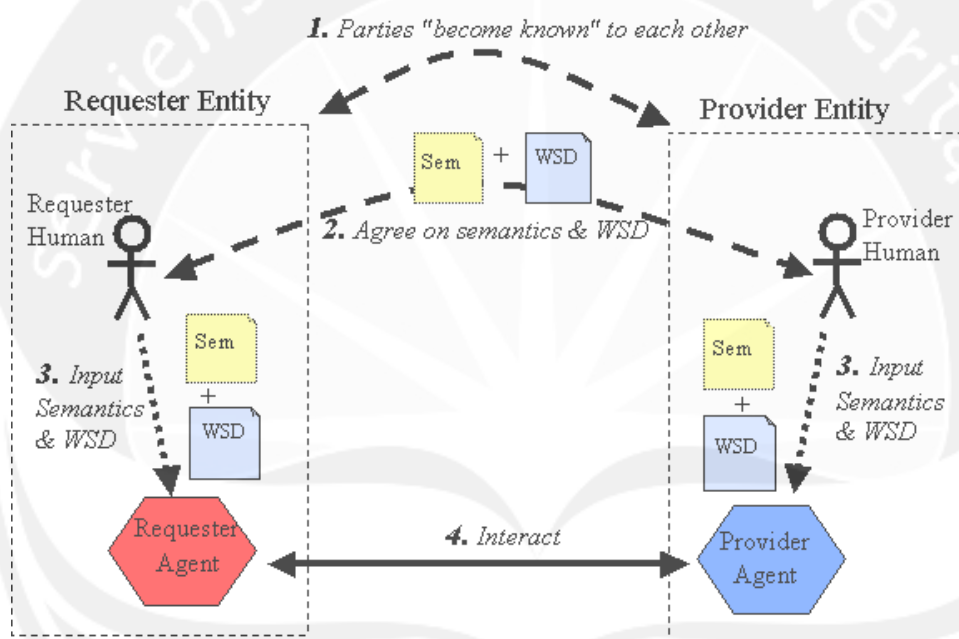 1. Parties "become known" to each other
Requester Entity
Provider Entity
Sem
+
WSD
Requester
Human
2. Agree on semantics & WSD
Provider
Human
Sem
+
WSD
3. Input
Semantics
& WSD
Sem
+
WSD
3. Input
Semantics
& WSD
Requester
Agent
4. Interact
Provider
Agent